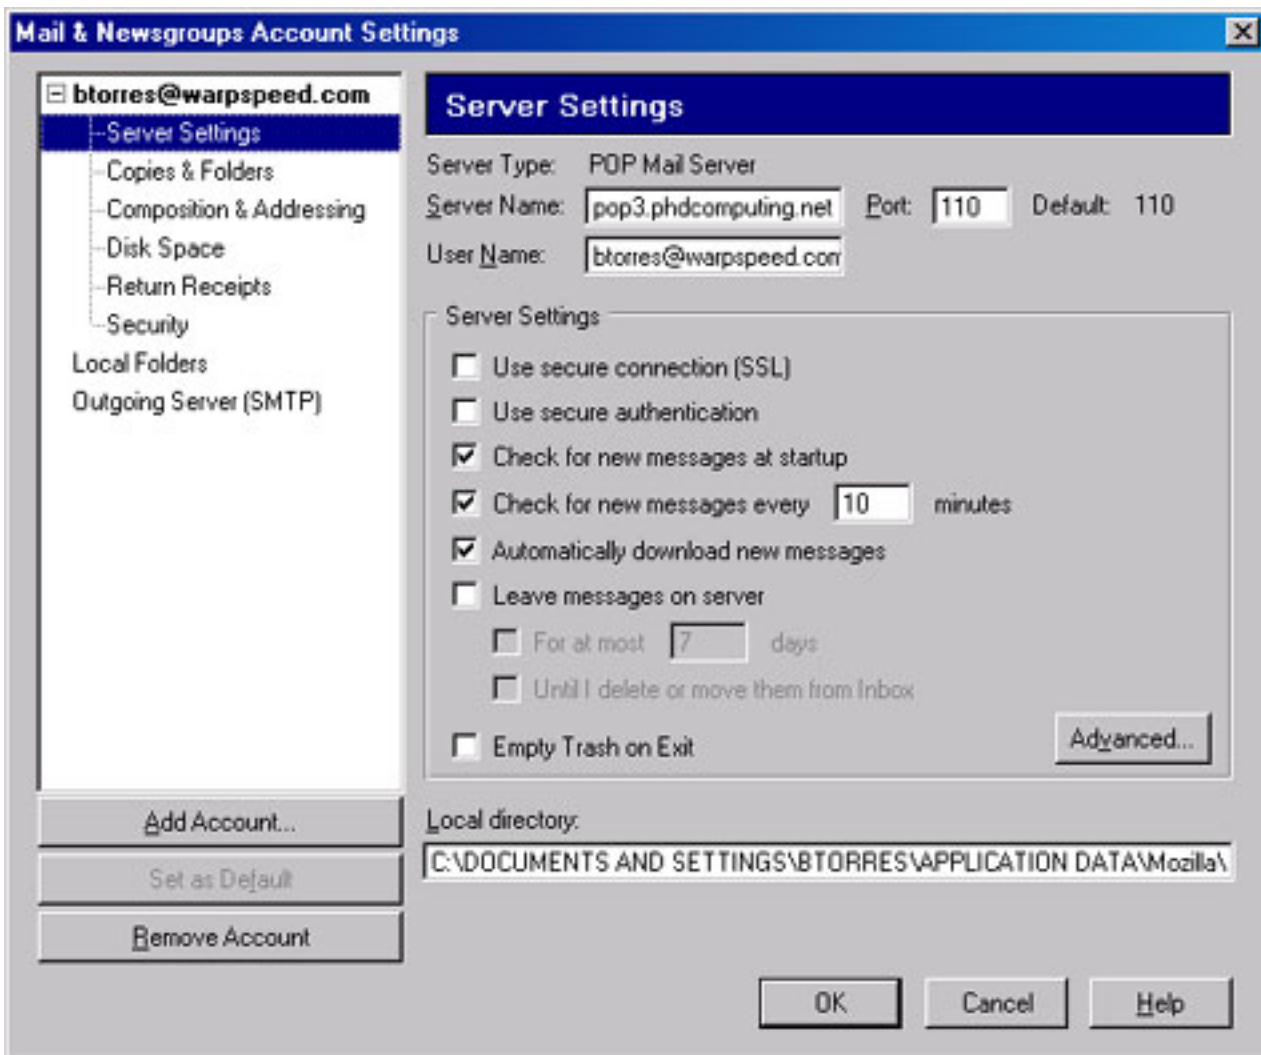 Mail & Newsgroups Account Settings
btorres@warpspeed.com
Server Settings
Copies & Folders
Composition & Addressing
Disk Space
Return Receipts
Security
Local Folders
Outgoing Server (SMTP)
Add Account...
Set as Default
Remove Account
Server Settings
Server Type: POP Mail Server
Server Name: pop3.phdcomputing.net Port: 110 Default: 110
User Name: btorres@warpspeed.com
Server Settings
Use secure connection (SSL)
Use secure authentication
Check for new messages at startup
Check for new messages every 10 minutes
Automatically download new messages
Leave messages on server
For at most 7 days
Until I delete or move them from Inbox
Empty Trash on Exit
Advanced...
Local directory:
C:\DOCUMENTS AND SETTINGS\BTORRES\APPLICATION DATA\Mozilla\
OK Cancel Help